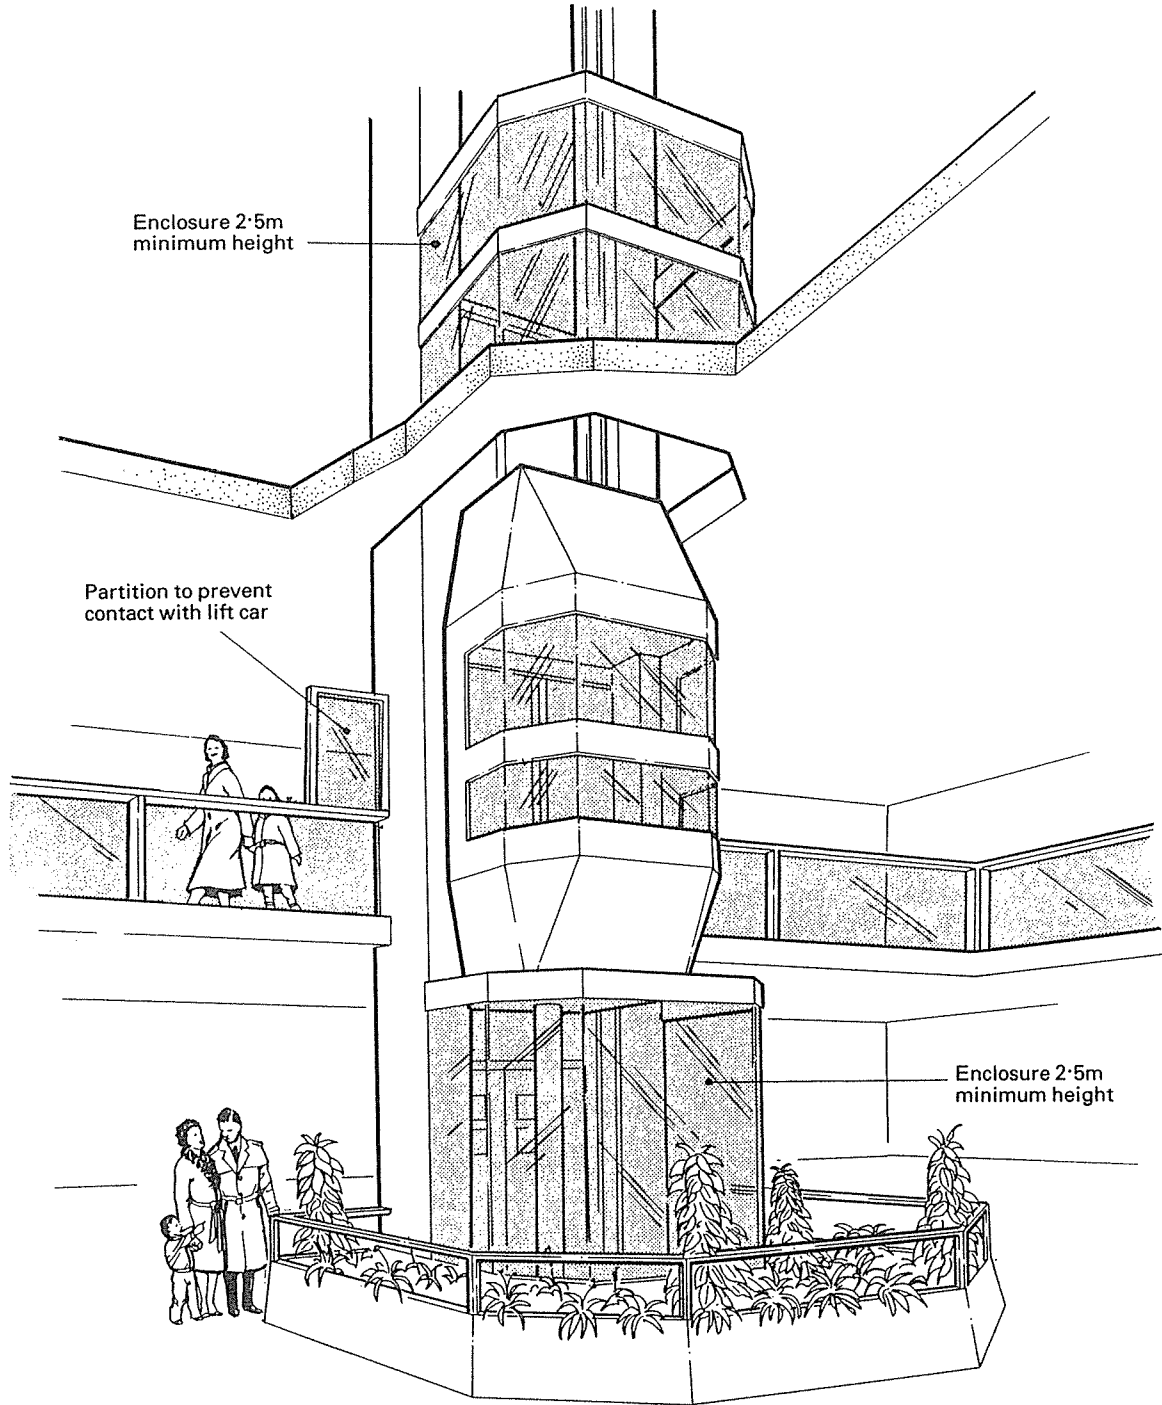 Enclosure 2·5m
minimum height
Partition to prevent
contact with lift car
Enclosure 2·5m
minimum height